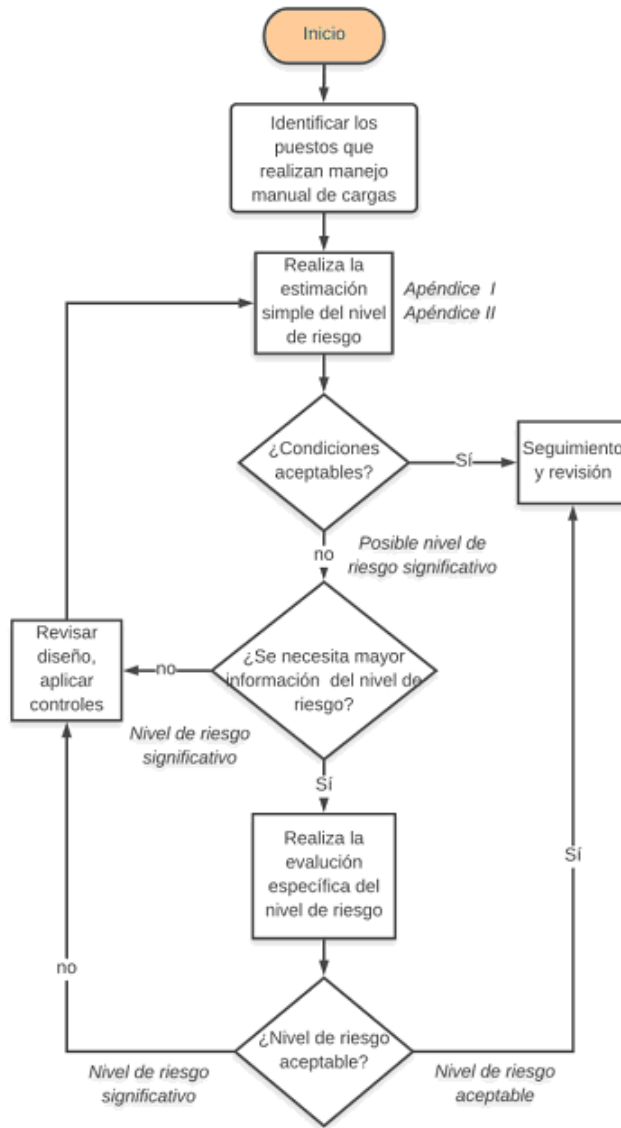 Inicio
Identificar los
puestos que
realizan manejo
manual de cargas
Realiza la
estimación
simple del nivel
de riesgo
Apéndice I
Apéndice II
¿Condiciones
aceptables?
Sí
Seguimiento
y revisión
no
Posible nivel de
riesgo significativo
¿Se necesita mayor
información del nivel de
riesgo?
no
Revisar
diseño,
aplicar
controles
Nivel de riesgo
significativo
Sí
Realiza la
evalución
específica del
nivel de riesgo
Sí
no
¿Nivel de riesgo
aceptable?
Nivel de riesgo
significativo
Nivel de riesgo
aceptable